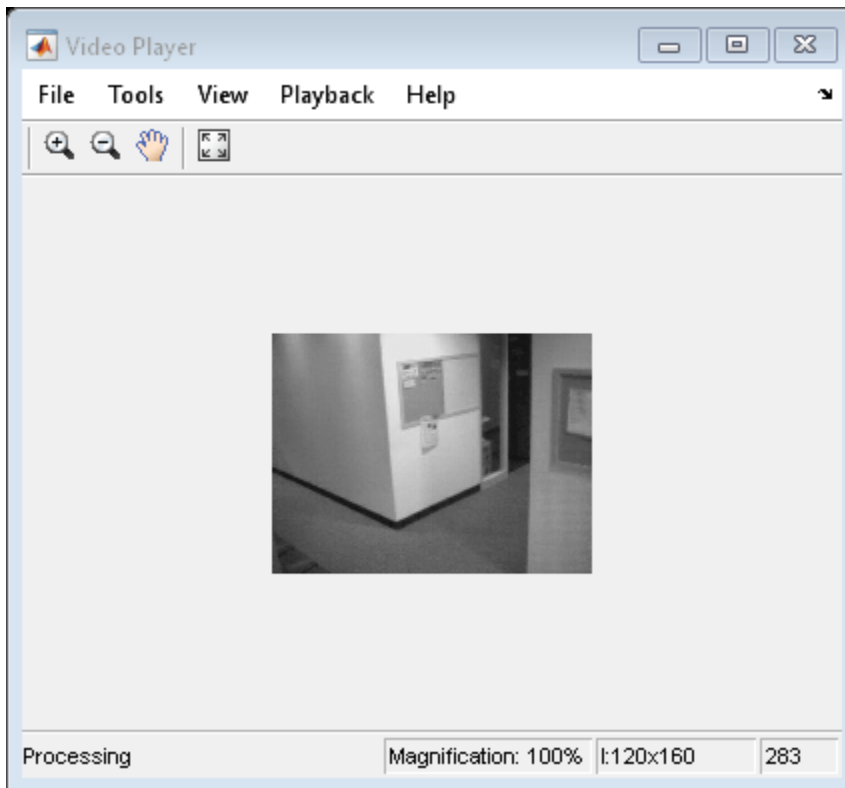 Video Player
File Tools View Playback Help
Processing Magnification: 100% I:120x160 283